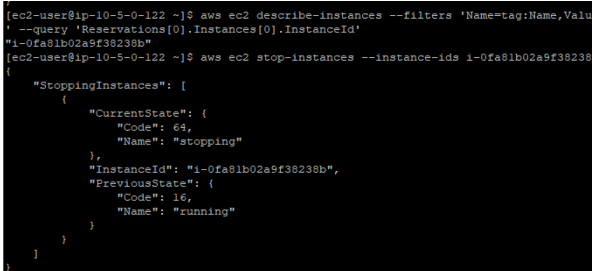 }
[ec2-user@ip-10-5-0-122 ~]$ aws ec2 describe-instances --filters 'Name=tag:Name,Valu
' --query 'Reservations[0].Instances[0].InstanceId'
"i-0fa81b02a9f38238b"
[ec2-user@ip-10-5-0-122 ~]$ aws ec2 stop-instances --instance-ids i-0fa81b02a9f38238
{
    "StoppingInstances": [
        {
            "CurrentState": {
                "Code": 64,
                "Name": "stopping"
            },
            "InstanceId": "i-0fa81b02a9f38238b",
            "PreviousState": {
                "Code": 16,
                "Name": "running"
            }
        }
    ]
}